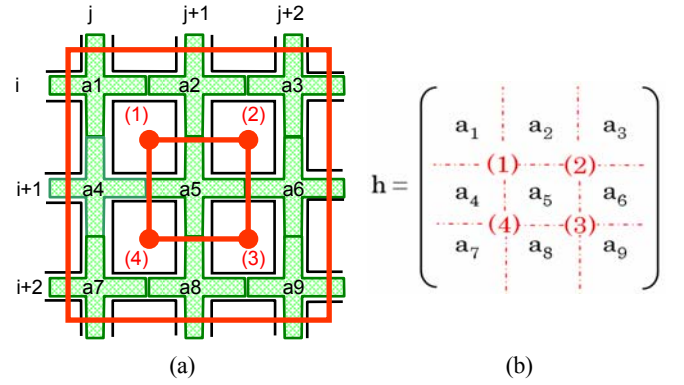 j j+1 j+2
i a1 a2 a3
(1) (2)
i+1 a4 a5 a6
(4) (3)
i+2 a7 a8 a9
(a)
a₁ a₂ a₃
(1) (2)
h = a₄ a₅ a₆
(4) (3)
a₇ a₈ a₉
(b)